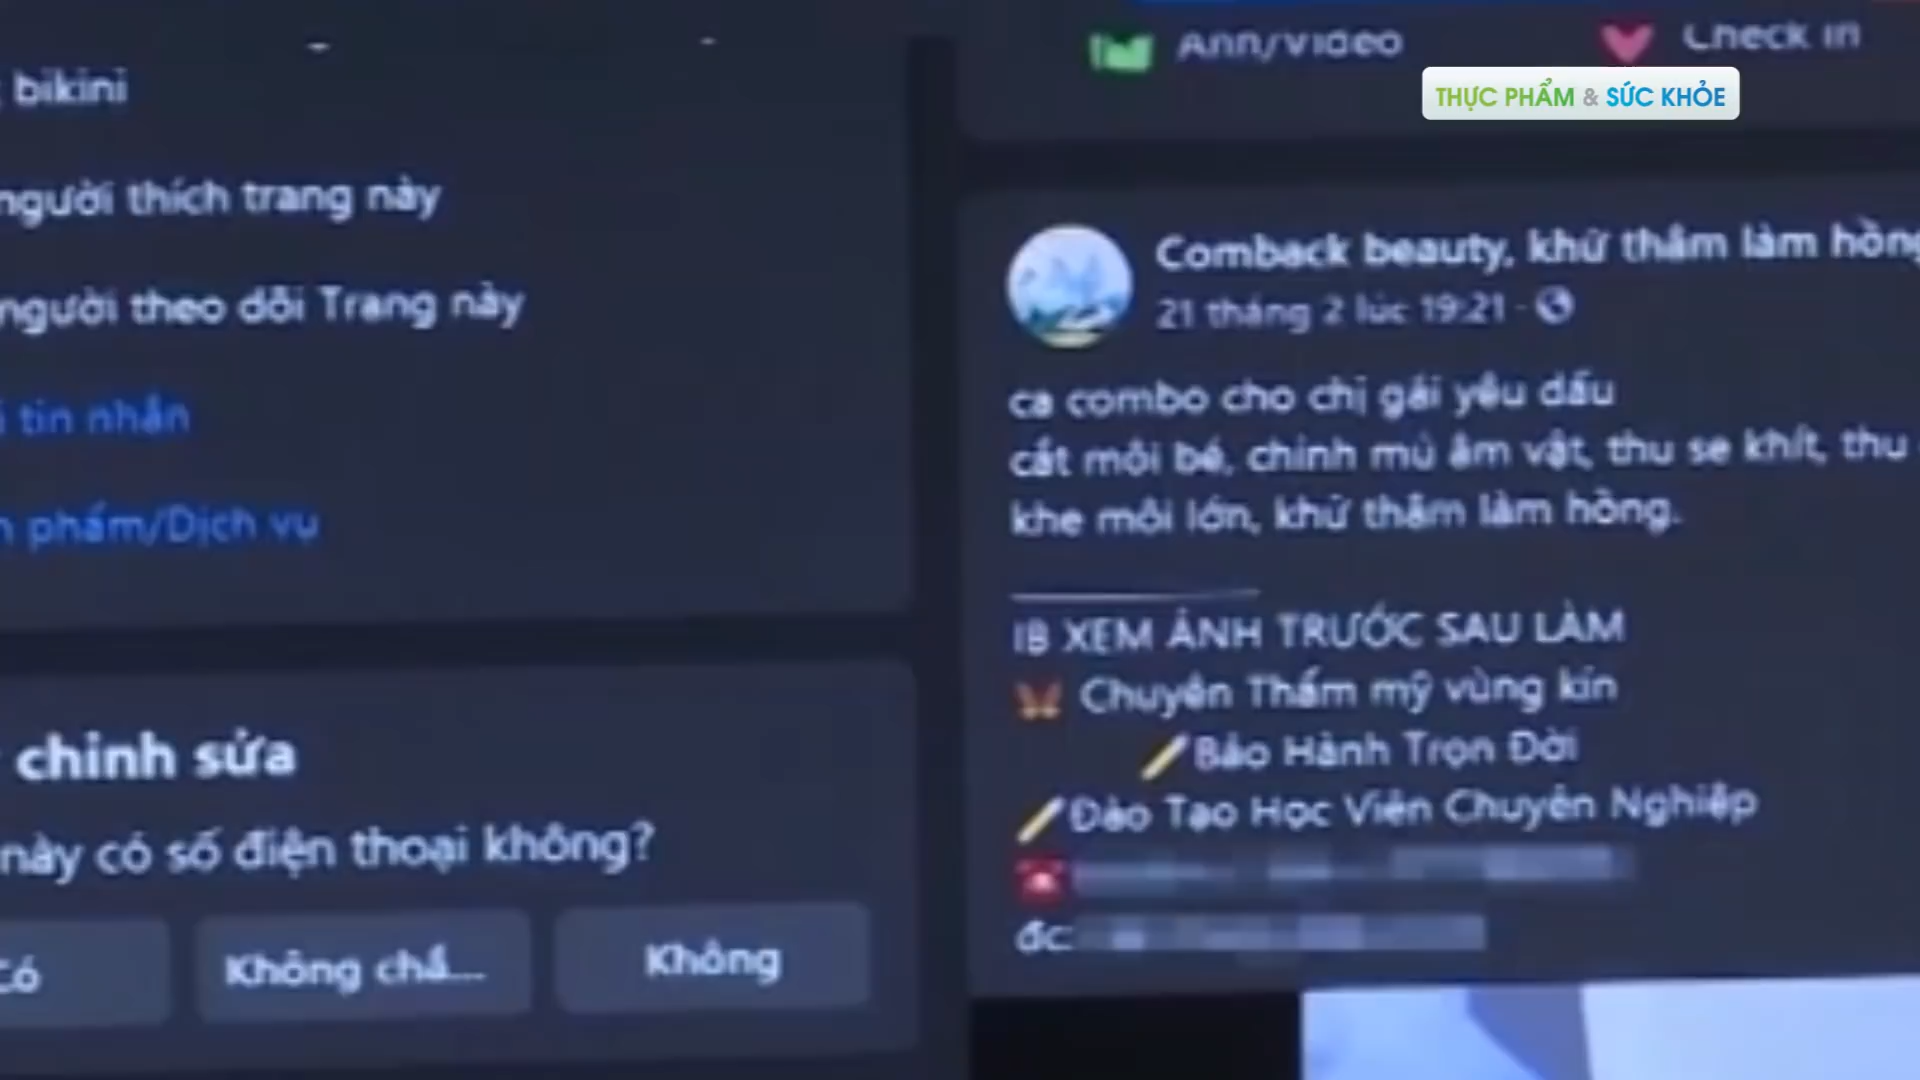 bikini
người thích trang này
người theo dõi Trang này
tin nhắn
phẩm/Dịch vụ
chỉnh sửa
này có số điện thoại không?
Có
Không chắ...
Không
Ảnh/Video
Check in
THỰC PHẨM & SỨC KHỎE
Comback beauty, khử thâm làm hồng
21 tháng 2 lúc 19:21 ·
ca combo cho chị gái yêu dấu
cắt môi bé, chỉnh mủ âm vật, thu se khít, thu
khe môi lớn, khử thâm làm hồng.
IB XEM ẢNH TRƯỚC SAU LÀM
Chuyên Thẩm mỹ vùng kín
Bảo Hành Trọn Đời
Đào Tạo Học Viên Chuyên Nghiệp
đc: